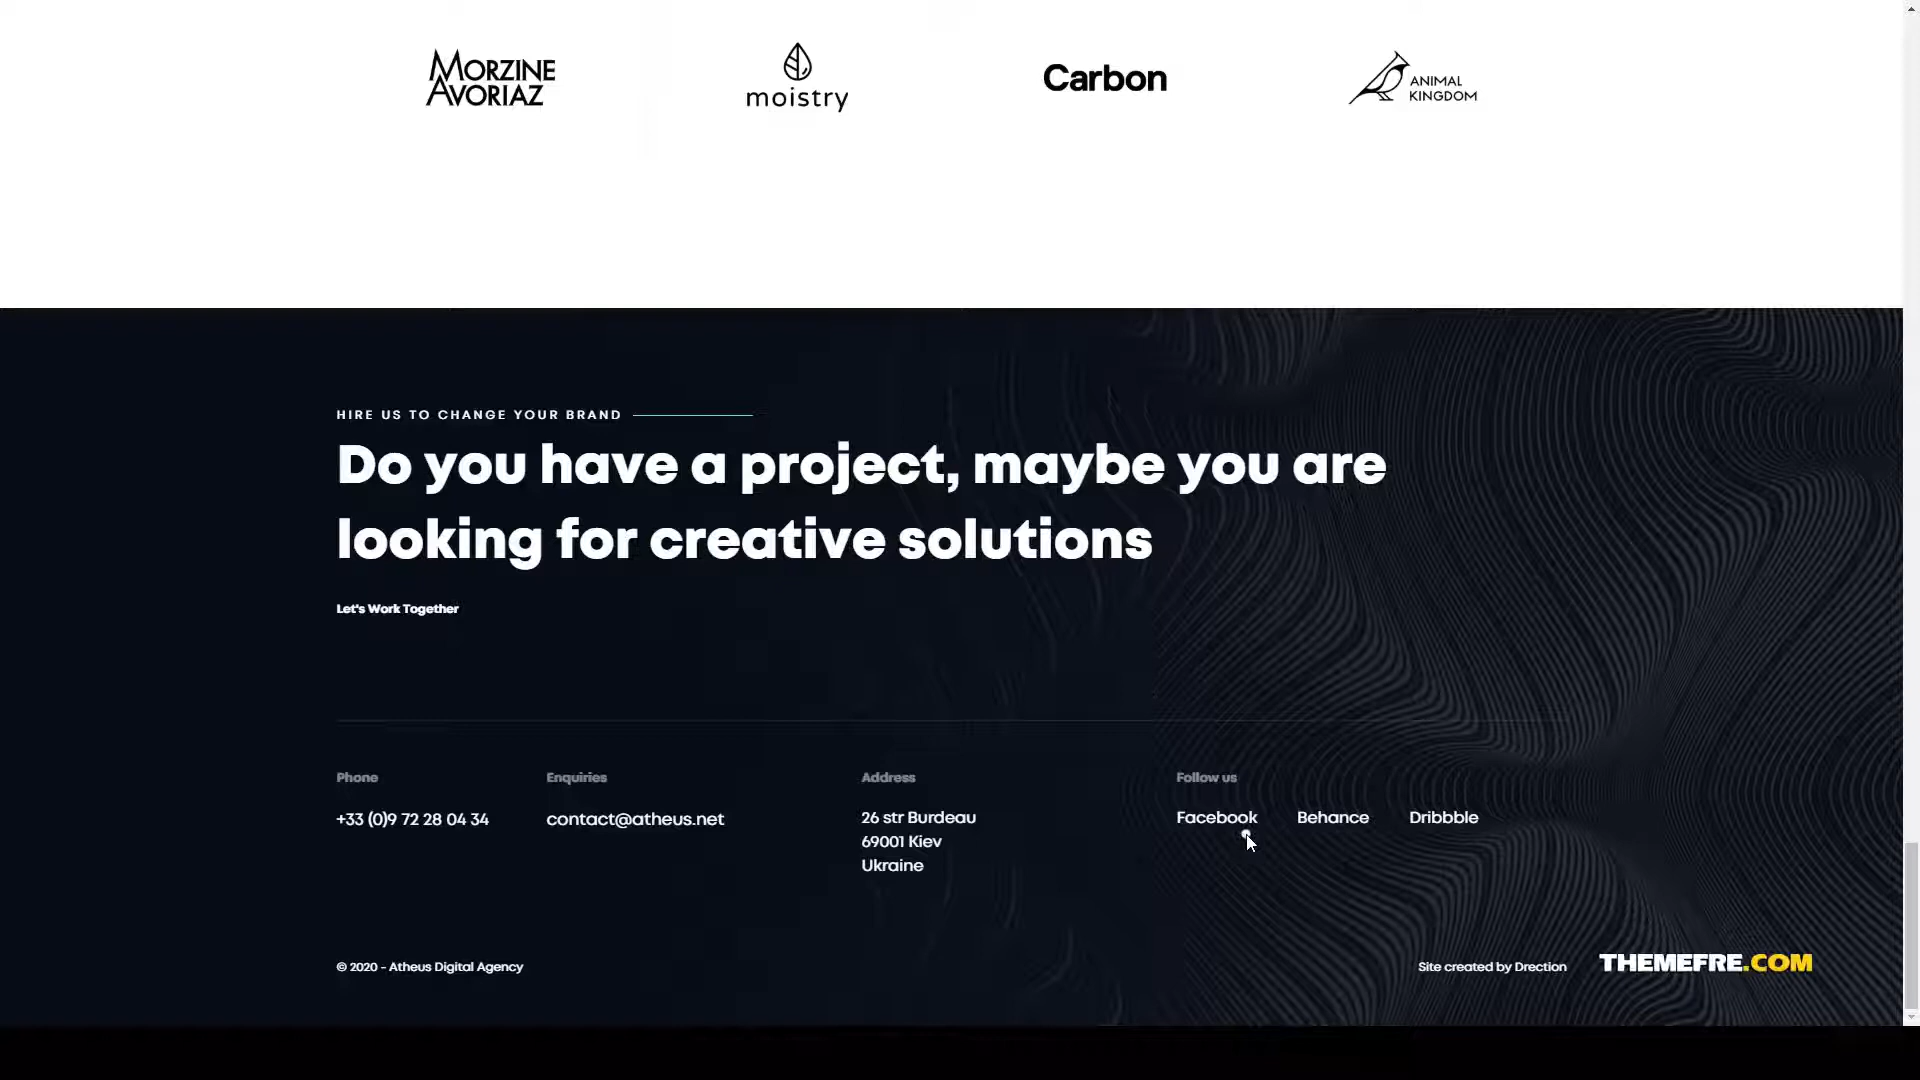 MORZINE
AVORIAZ
moistry
Carbon
ANIMAL
KINGDOM
HIRE US TO CHANGE YOUR BRAND
Do you have a project, maybe you are
looking for creative solutions
Let's Work Together
Phone
+33 (0)9 72 28 04 34
Enquiries
contact@atheus.net
Address
26 str Burdeau
69001 Kiev
Ukraine
Follow us
Facebook Behance Dribbble
© 2020 - Atheus Digital Agency
Site created by Drection
THEMEFRE.COM